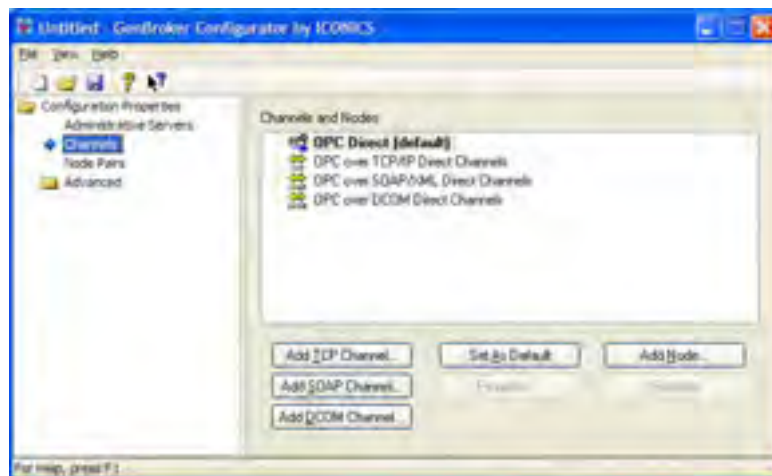 Untitled - GenBroker Configurator by ICONICS
File View Help
Configuration Properties
Administrative Servers
Channels
Node Pairs
Advanced
Channels and Nodes
OPC Direct [default]
OPC over TCP/IP Direct Channels
OPC over SOAP/XML Direct Channels
OPC over DCOM Direct Channels
Add TCP Channel...
Set As Default
Add Node...
Add SOAP Channel...
Add DCOM Channel...
For Help, press F1